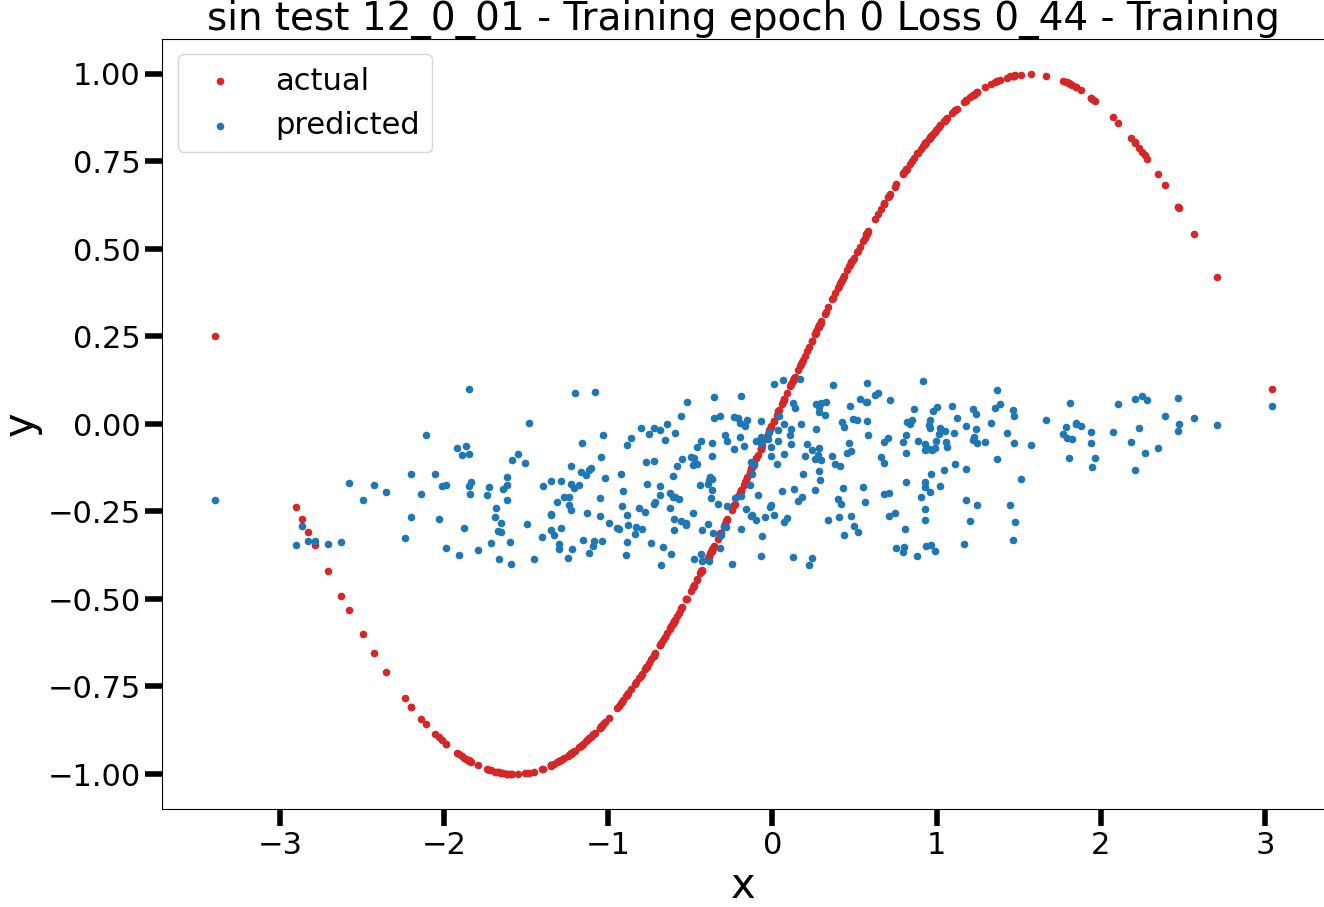 sin test 12_0_01 - Training epoch 0 Loss 0_44 - Training
actual
predicted
1.00
0.75
0.50
0.25
0.00
−0.25
−0.50
−0.75
−1.00
y
−3 −2 −1 0 1 2 3
x